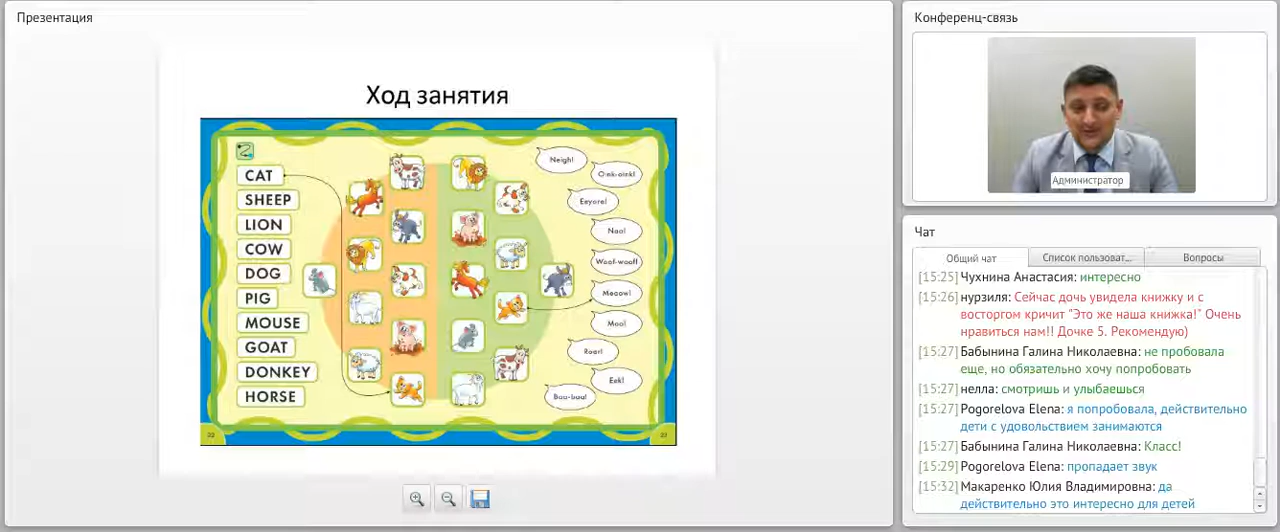 Презентация
Ход занятия
CAT
SHEEP
LION
COW
DOG
PIG
MOUSE
GOAT
DONKEY
HORSE
Neigh!
Oink-oink!
Eeyore!
Naa!
Woof-woof!
Meeow!
Moo!
Roar!
Eek!
Baa-baa!
22
23
Конференц-связь
Администратор
Чат
Общий чат
Список пользоват...
Вопросы
[15:25] Чухнина Анастасия: интересно
[15:26] нурзиля: Сейчас дочь увидела книжку и с
восторгом кричит "Это же наша книжка!" Очень
нравиться нам!! Дочке 5. Рекомендую)
[15:27] Бабынина Галина Николаевна: не пробовала
еще, но обязательно хочу попробовать
[15:27] нелла: смотришь и улыбаешься
[15:27] Pogorelova Elena: я попробовала, действительно
дети с удовольствием занимаются
[15:27] Бабынина Галина Николаевна: Класс!
[15:29] Pogorelova Elena: пропадает звук
[15:32] Макаренко Юлия Владимировна: да
действительно это интересно для детей